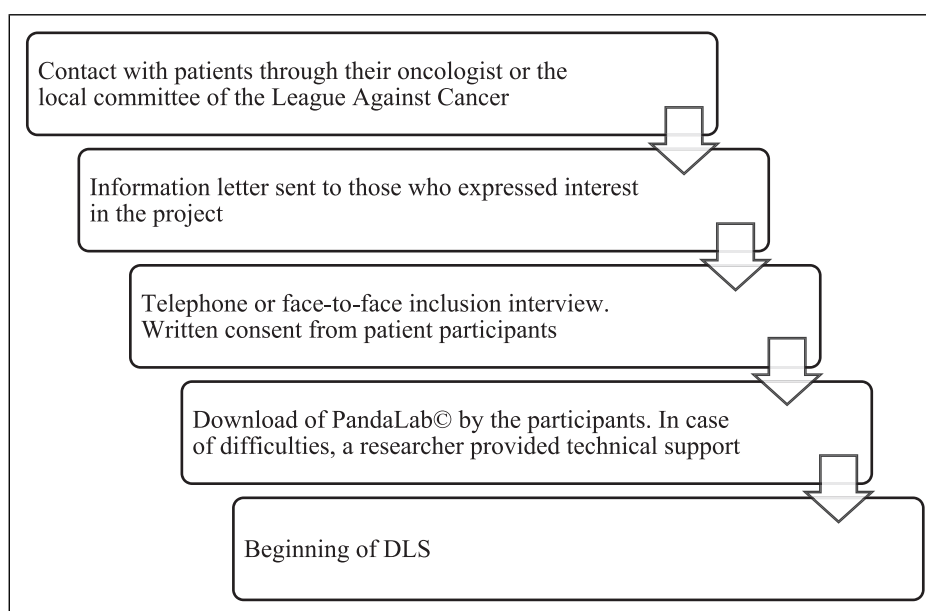 Contact with patients through their oncologist or the
local committee of the League Against Cancer
Information letter sent to those who expressed interest
in the project
Telephone or face-to-face inclusion interview.
Written consent from patient participants
Download of PandaLab© by the participants. In case
of difficulties, a researcher provided technical support
Beginning of DLS